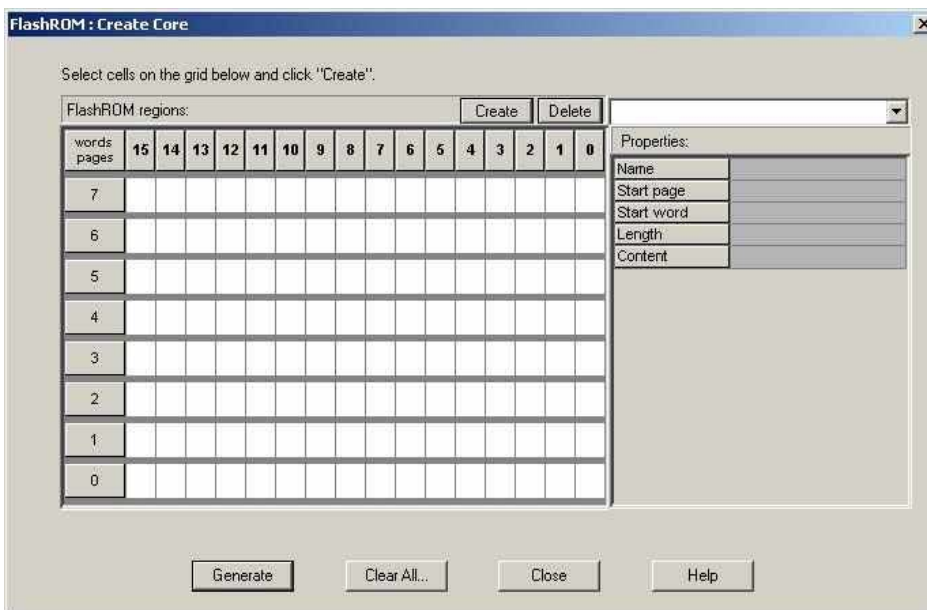 FlashROM : Create Core
Select cells on the grid below and click "Create".
FlashROM regions: Create Delete
words pages 15 14 13 12 11 10 9 8 7 6 5 4 3 2 1 0
7
6
5
4
3
2
1
0
Properties:
Name
Start page
Start word
Length
Content
Generate Clear All... Close Help